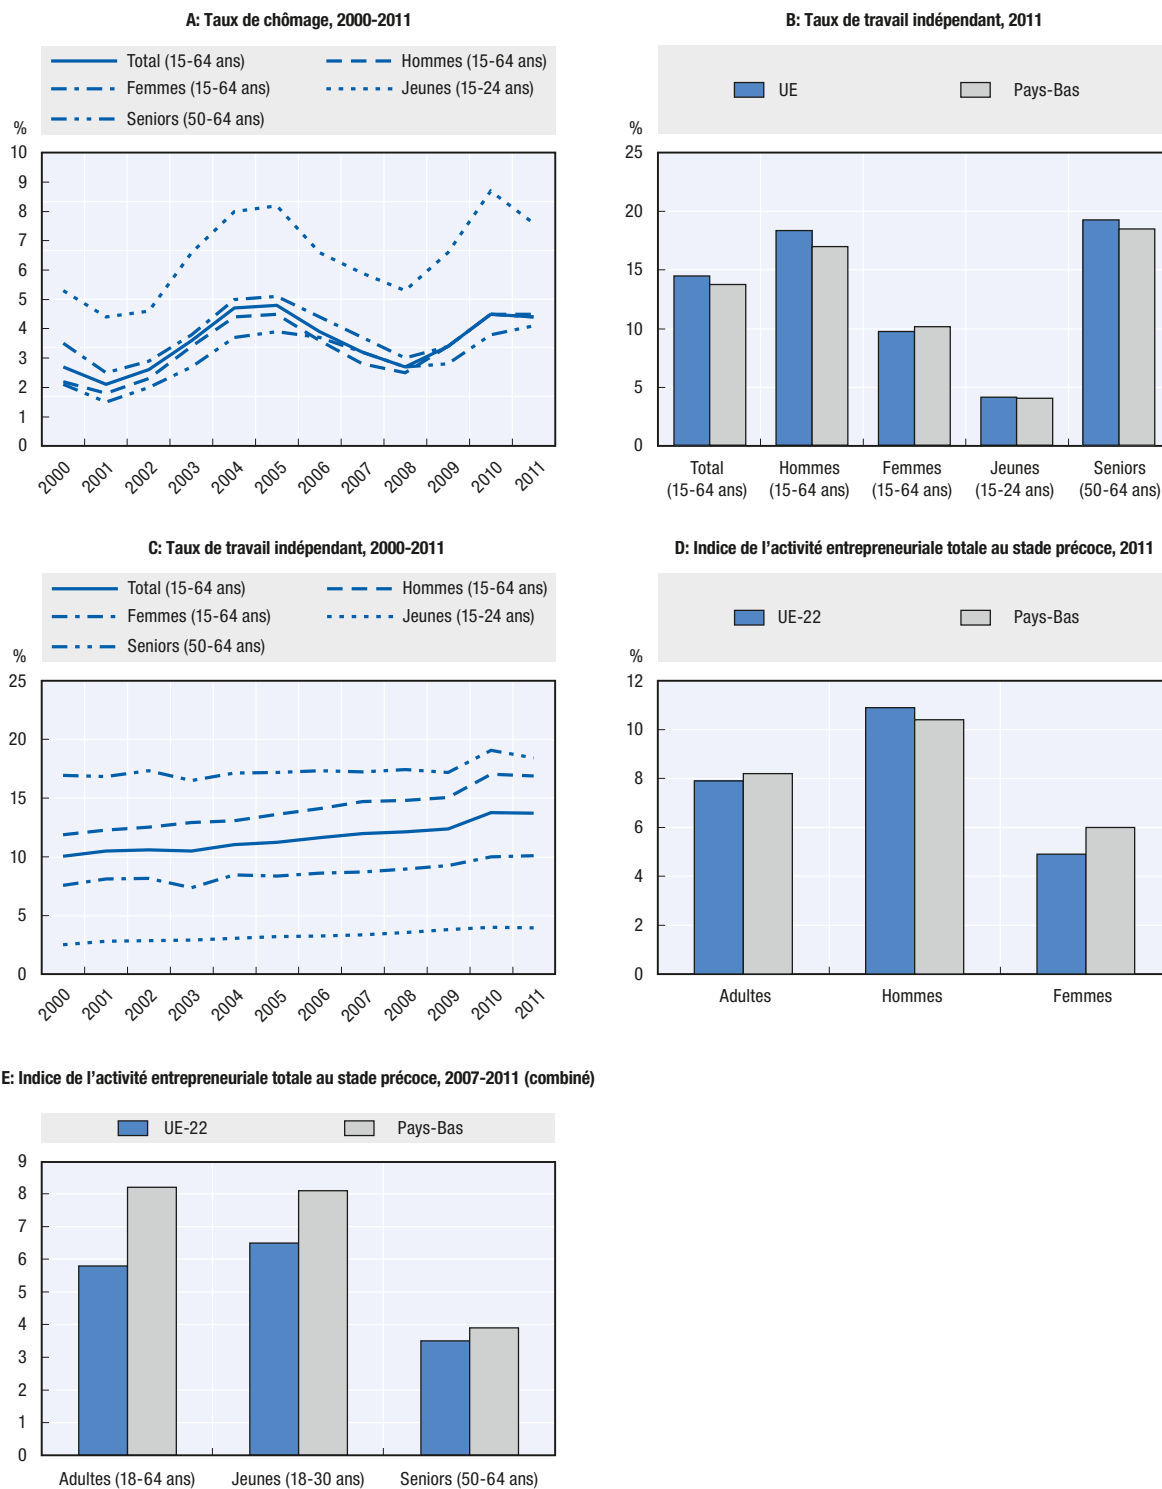 A: Taux de chômage, 2000-2011
Total (15-64 ans)
Hommes (15-64 ans)
Femmes (15-64 ans)
Jeunes (15-24 ans)
Seniors (50-64 ans)
%
10
9
8
7
6
5
4
3
2
1
0
2000 2001 2002 2003 2004 2005 2006 2007 2008 2009 2010 2011
B: Taux de travail indépendant, 2011
UE
Pays-Bas
%
25
20
15
10
5
0
Total Hommes Femmes Jeunes Seniors
(15-64 ans) (15-64 ans) (15-64 ans) (15-24 ans) (50-64 ans)
C: Taux de travail indépendant, 2000-2011
Total (15-64 ans)
Hommes (15-64 ans)
Femmes (15-64 ans)
Jeunes (15-24 ans)
Seniors (50-64 ans)
%
25
20
15
10
5
0
2000 2001 2002 2003 2004 2005 2006 2007 2008 2009 2010 2011
D: Indice de l’activité entrepreneuriale totale au stade précoce, 2011
UE-22
Pays-Bas
%
12
10
8
6
4
2
0
Adultes Hommes Femmes
E: Indice de l’activité entrepreneuriale totale au stade précoce, 2007-2011 (combiné)
UE-22
Pays-Bas
9
8
7
6
5
4
3
2
1
0
Adultes (18-64 ans) Jeunes (18-30 ans) Seniors (50-64 ans)